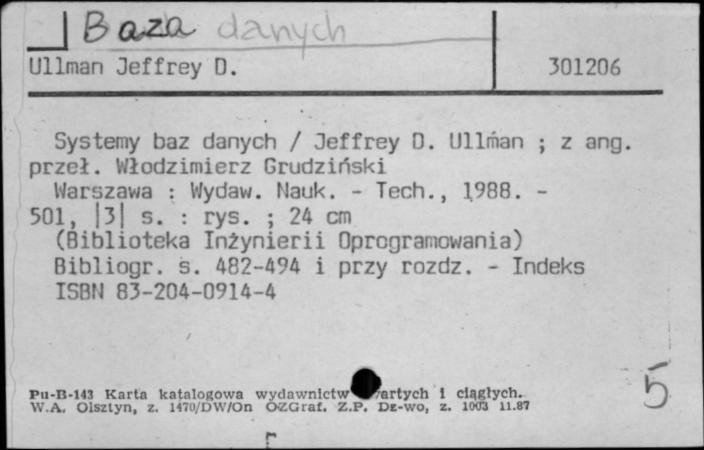 Baza danych
Ullman Jeffrey D. 301206
Systemy baz danych / Jeffrey D. Ullman ; z ang.
przeł. Włodzimierz Grudziński
Warszawa : Wydaw. Nauk. - Tech., 1988. -
501, |3| s. : rys. ; 24 cm
(Biblioteka Inżynierii Oprogramowania)
Bibliogr. s. 482-494 i przy rozdz. - Indeks
ISBN 83-204-0914-4
5
Pu-B-143 Karta katalogowa wydawnictw artych i ciągłych.
W.A. Olsztyn, z. 1470/DW/On OZGraf. Z.P. Dz-wo, z. 1003 11.87